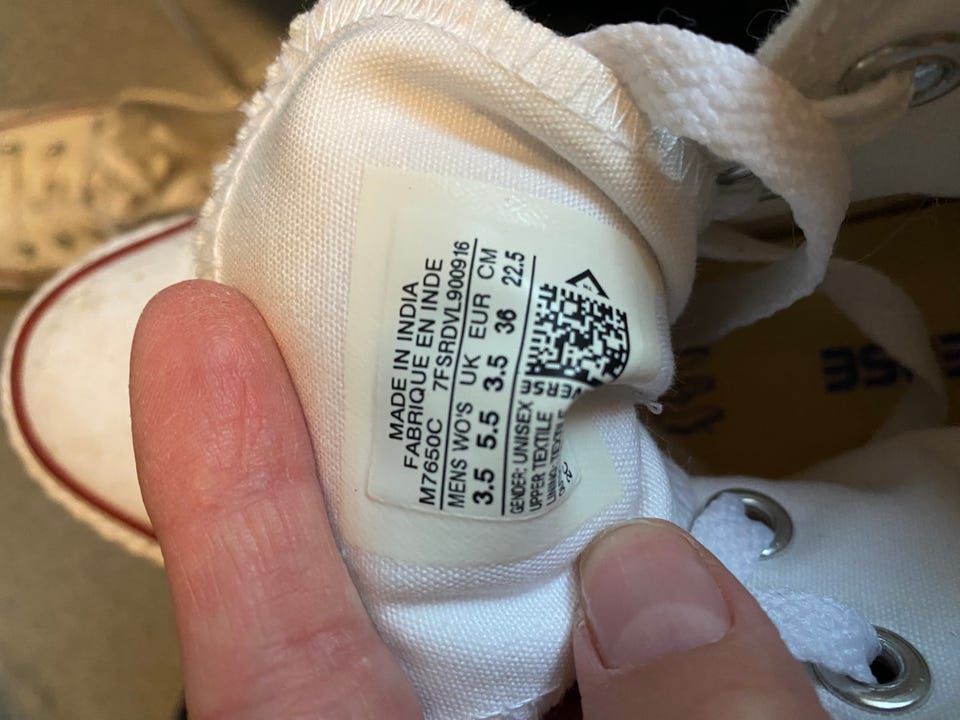 MADE IN INDIA
FABRIQUE EN INDE
M7650C 7FSRDVL900916
MENS WO'S UK EUR CM
3.5 5.5 3.5 36 22.5
GENDER: UNISEX
UPPER TEXTILE